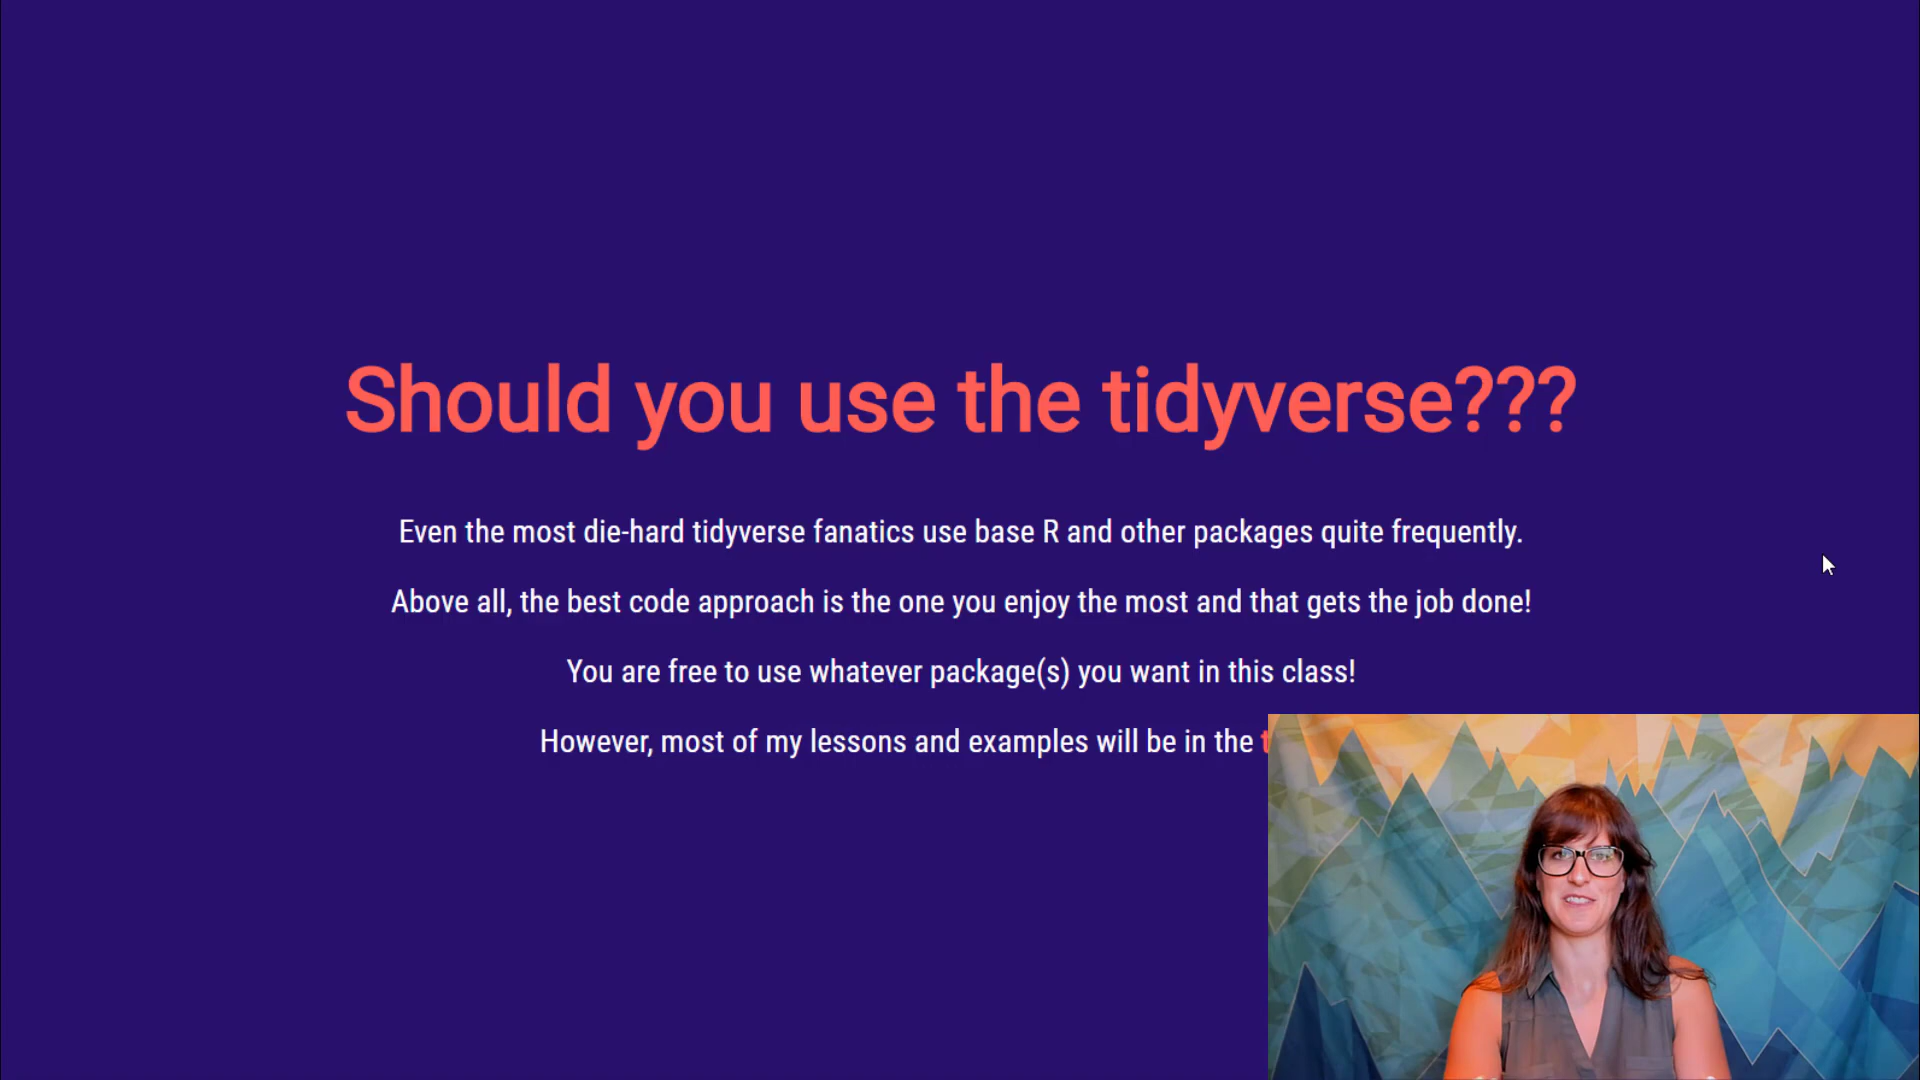 Should you use the tidyverse???
Even the most die-hard tidyverse fanatics use base R and other packages quite frequently.
Above all, the best code approach is the one you enjoy the most and that gets the job done!
You are free to use whatever package(s) you want in this class!
However, most of my lessons and examples will be in the